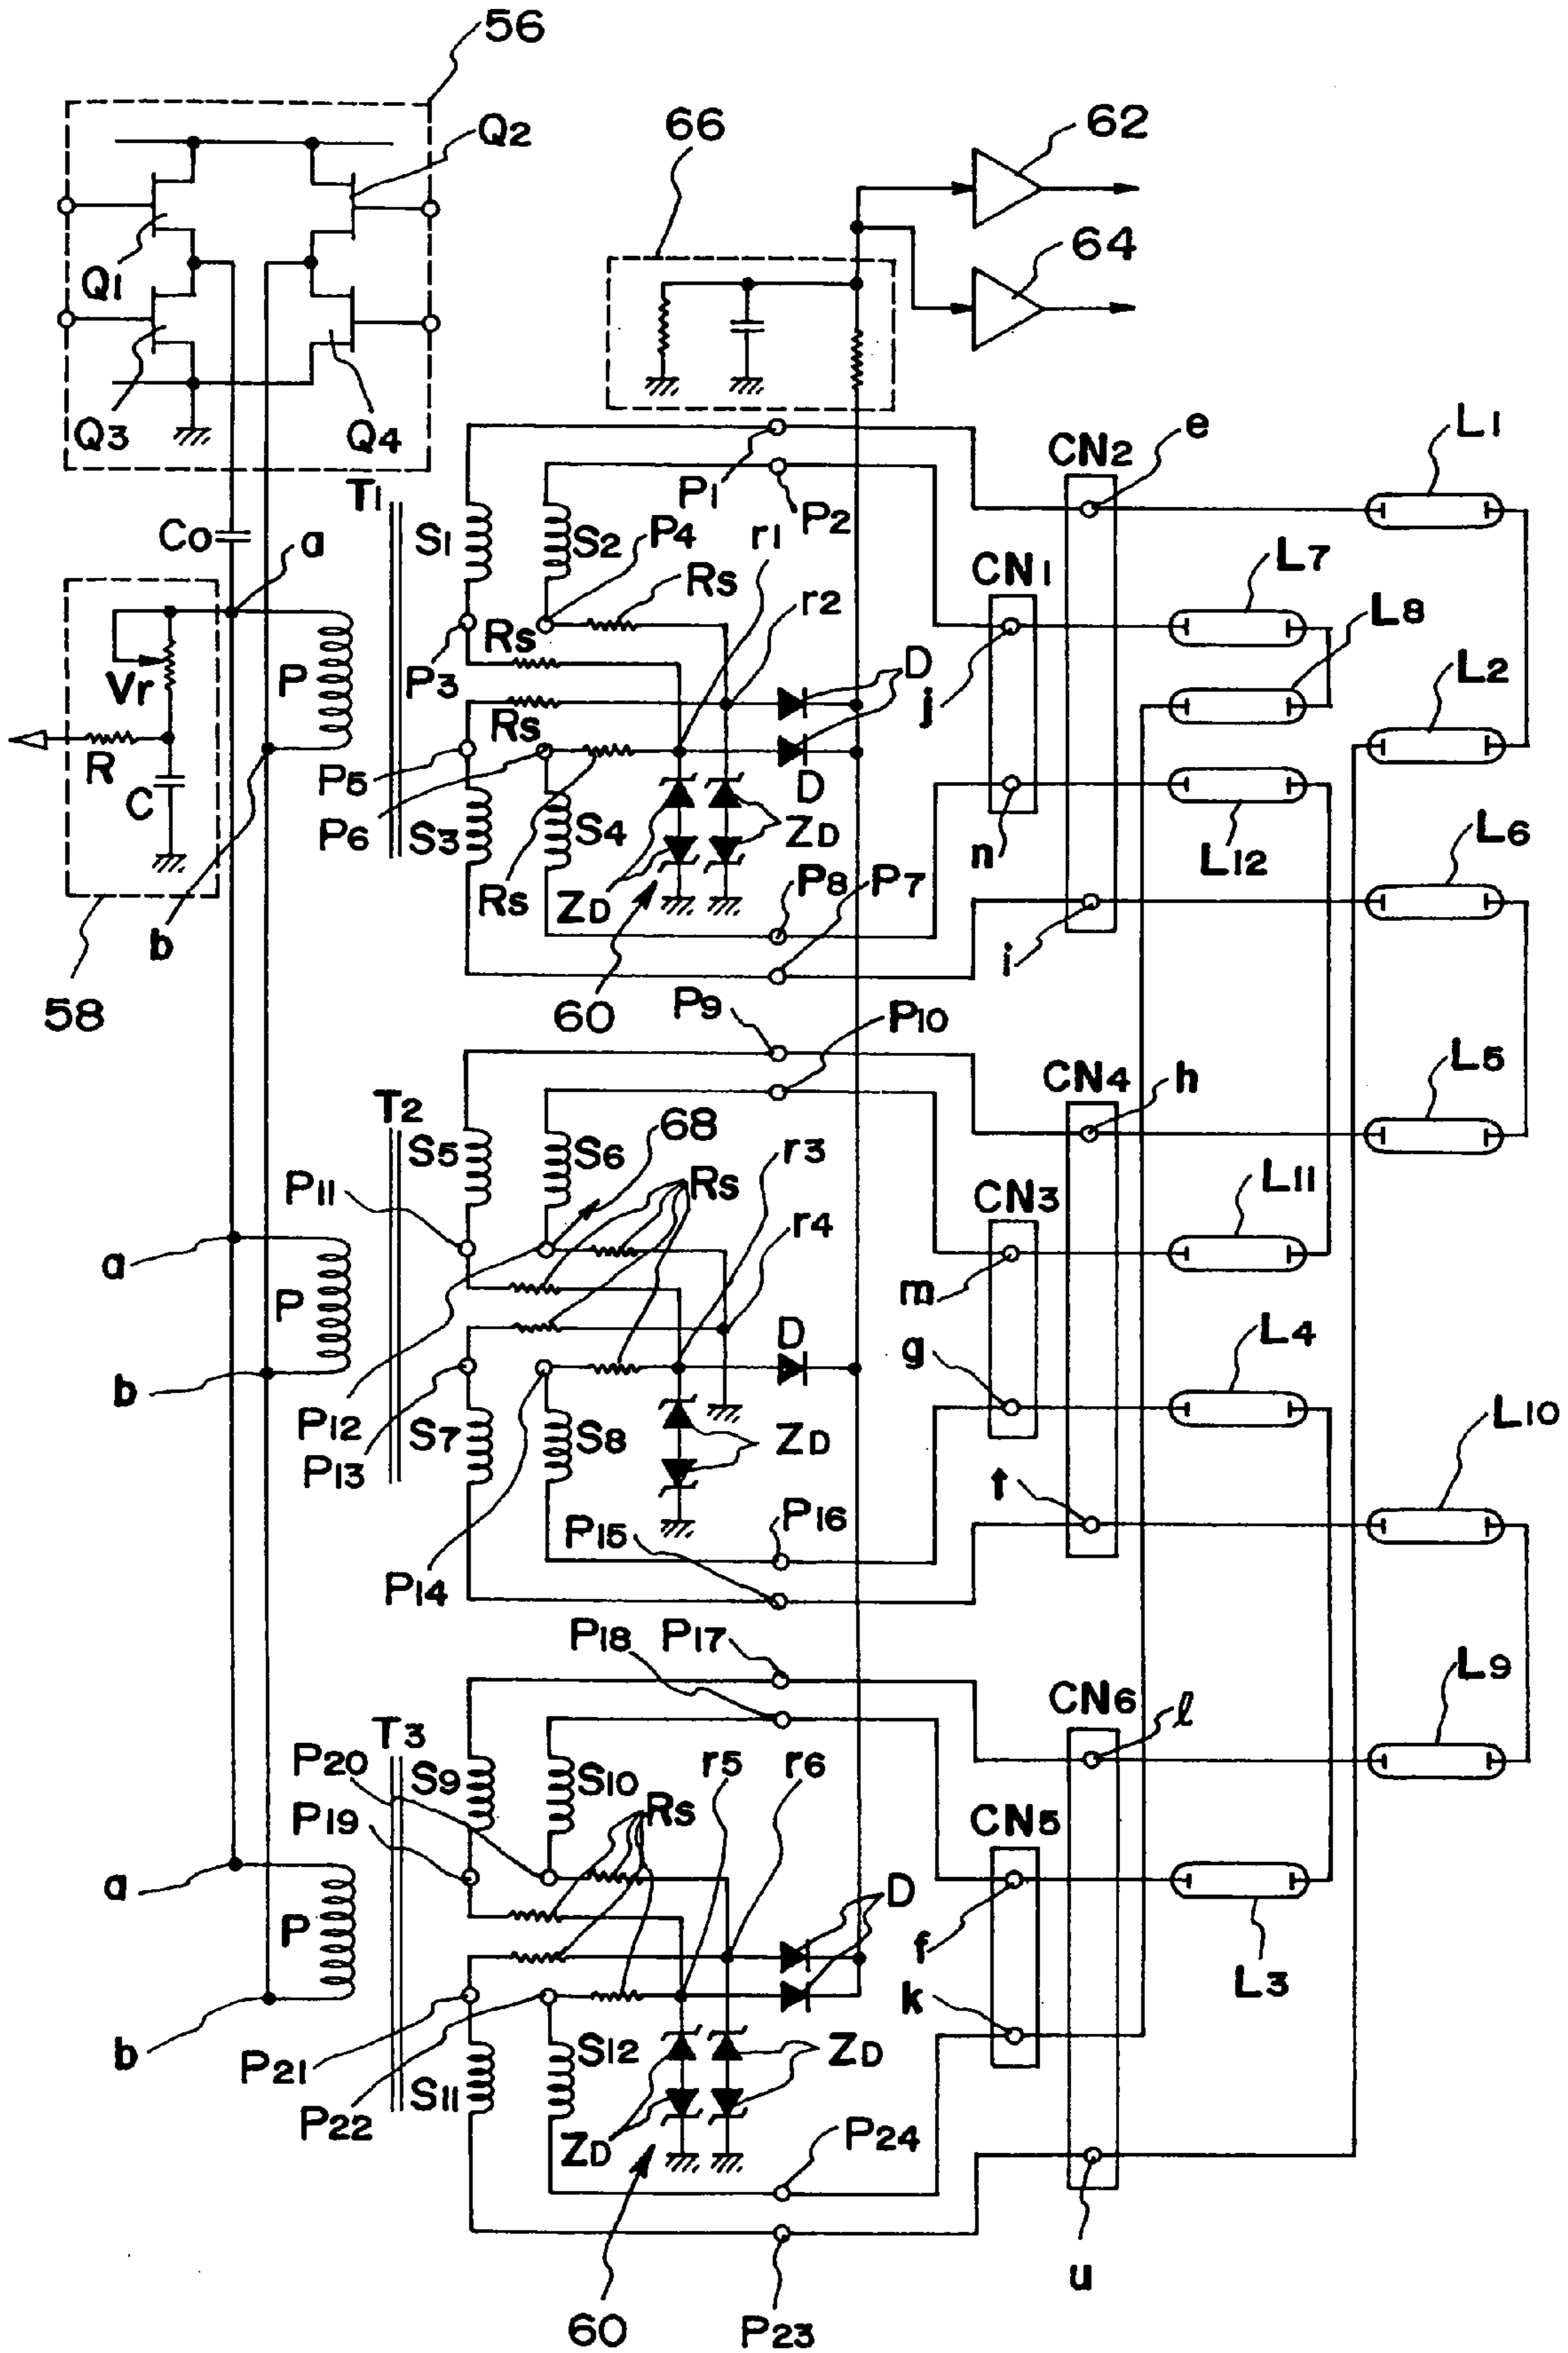 56
Q2
66
62
64
Q1
Q3
Q4
L1
CN2
e
T1
P1
P2
Co
a
S1
S2
P4
r1
CN1
L7
Rs
r2
L8
Vr
P
P3
Rs
D
j
L2
R
Rs
P5
D
C
P6
S3
S4
ZD
n
L12
L6
Rs
ZD
P8
P7
b
i
58
60
P9
P10
L5
CN4
h
T2
68
S5
S6
r3
P11
Rs
CN3
L11
r4
a
P
m
D
g
L4
b
P12
S7
S8
ZD
L10
P13
t
P15
P16
P14
P18
P17
L9
CN6
l
T3
P20
S9
S10
r5
r6
P19
Rs
CN5
a
P
D
f
L3
k
b
P21
S12
ZD
S11
P22
ZD
P24
60
u
P23